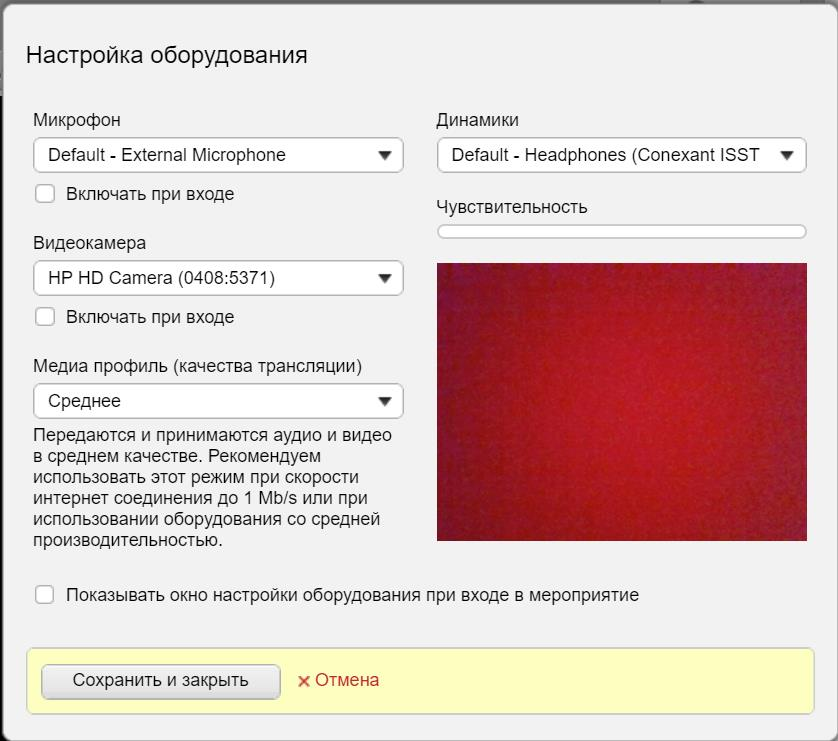 Настройка оборудования
Микрофон
Default - External Microphone
Включать при входе
Видеокамера
HP HD Camera (0408:5371)
Включать при входе
Медиа профиль (качества трансляции)
Среднее
Передаются и принимаются аудио и видео
в среднем качестве. Рекомендуем
использовать этот режим при скорости
интернет соединения до 1 Mb/s или при
использовании оборудования со средней
производительностью.
Динамики
Default - Headphones (Conexant ISST
Чувствительность
Показывать окно настройки оборудования при входе в мероприятие
Сохранить и закрыть
Отмена